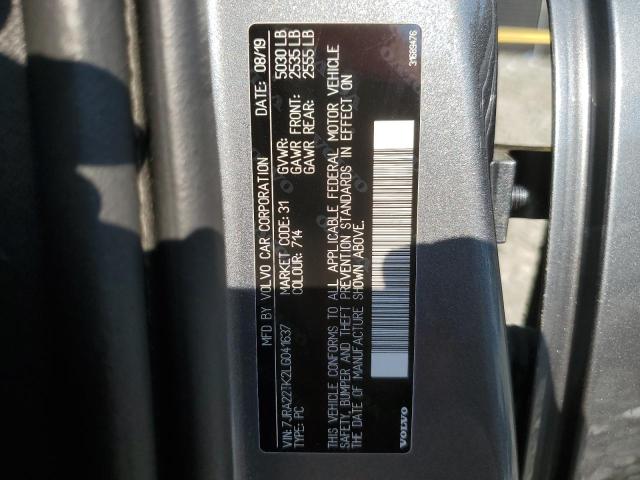 MFD BY VOLVO CAR CORPORATION DATE: 08/19
VIN: 7JRA22TK2LG041637 MARKET CODE: 31 GVWR: 5030 LB
TYPE: PC COLOUR: 714 GAWR FRONT: 2535 LB
GAWR REAR: 2555 LB
THIS VEHICLE CONFORMS TO ALL APPLICABLE FEDERAL MOTOR VEHICLE
SAFETY, BUMPER AND THEFT PREVENTION STANDARDS IN EFFECT ON
THE DATE OF MANUFACTURE SHOWN ABOVE.
VOLVO 31689476